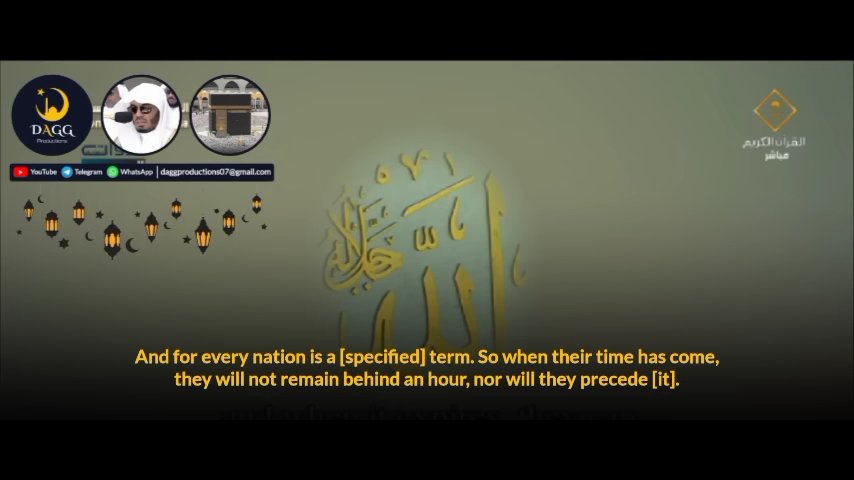 DAGG
Productions
YouTube
Telegram
WhatsApp
daggproductions07@gmail.com
القرآن الكريم
مباشر
الله
جل جلاله
And for every nation is a [specified] term. So when their time has come,
they will not remain behind an hour, nor will they precede [it].